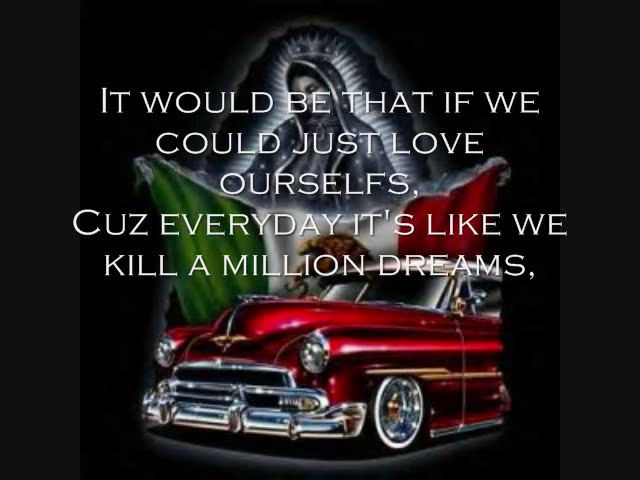 It would be that if we
could just love
ourselfs,
Cuz everyday it's like we
kill a million dreams,